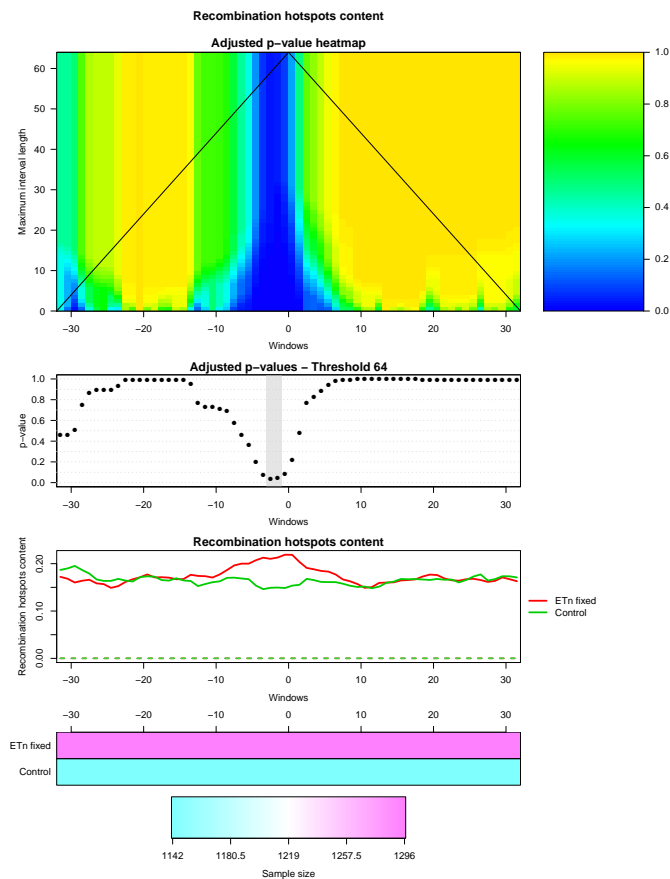 Recombination hotspots content
Adjusted p−value heatmap
Maximum interval length
60
50
40
30
20
10
0
−30 −20 −10 0 10 20 30
Windows
1.0
0.8
0.6
0.4
0.2
0.0
Adjusted p−values − Threshold 64
p−value
1.0
0.8
0.6
0.4
0.2
0.0
−30 −20 −10 0 10 20 30
Windows
Recombination hotspots content
Recombination hotspots content
0.20
0.10
0.00
−30 −20 −10 0 10 20 30
Windows
ETn fixed
Control
−30 −20 −10 0 10 20 30
ETn fixed
Control
1142 1180.5 1219 1257.5 1296
Sample size